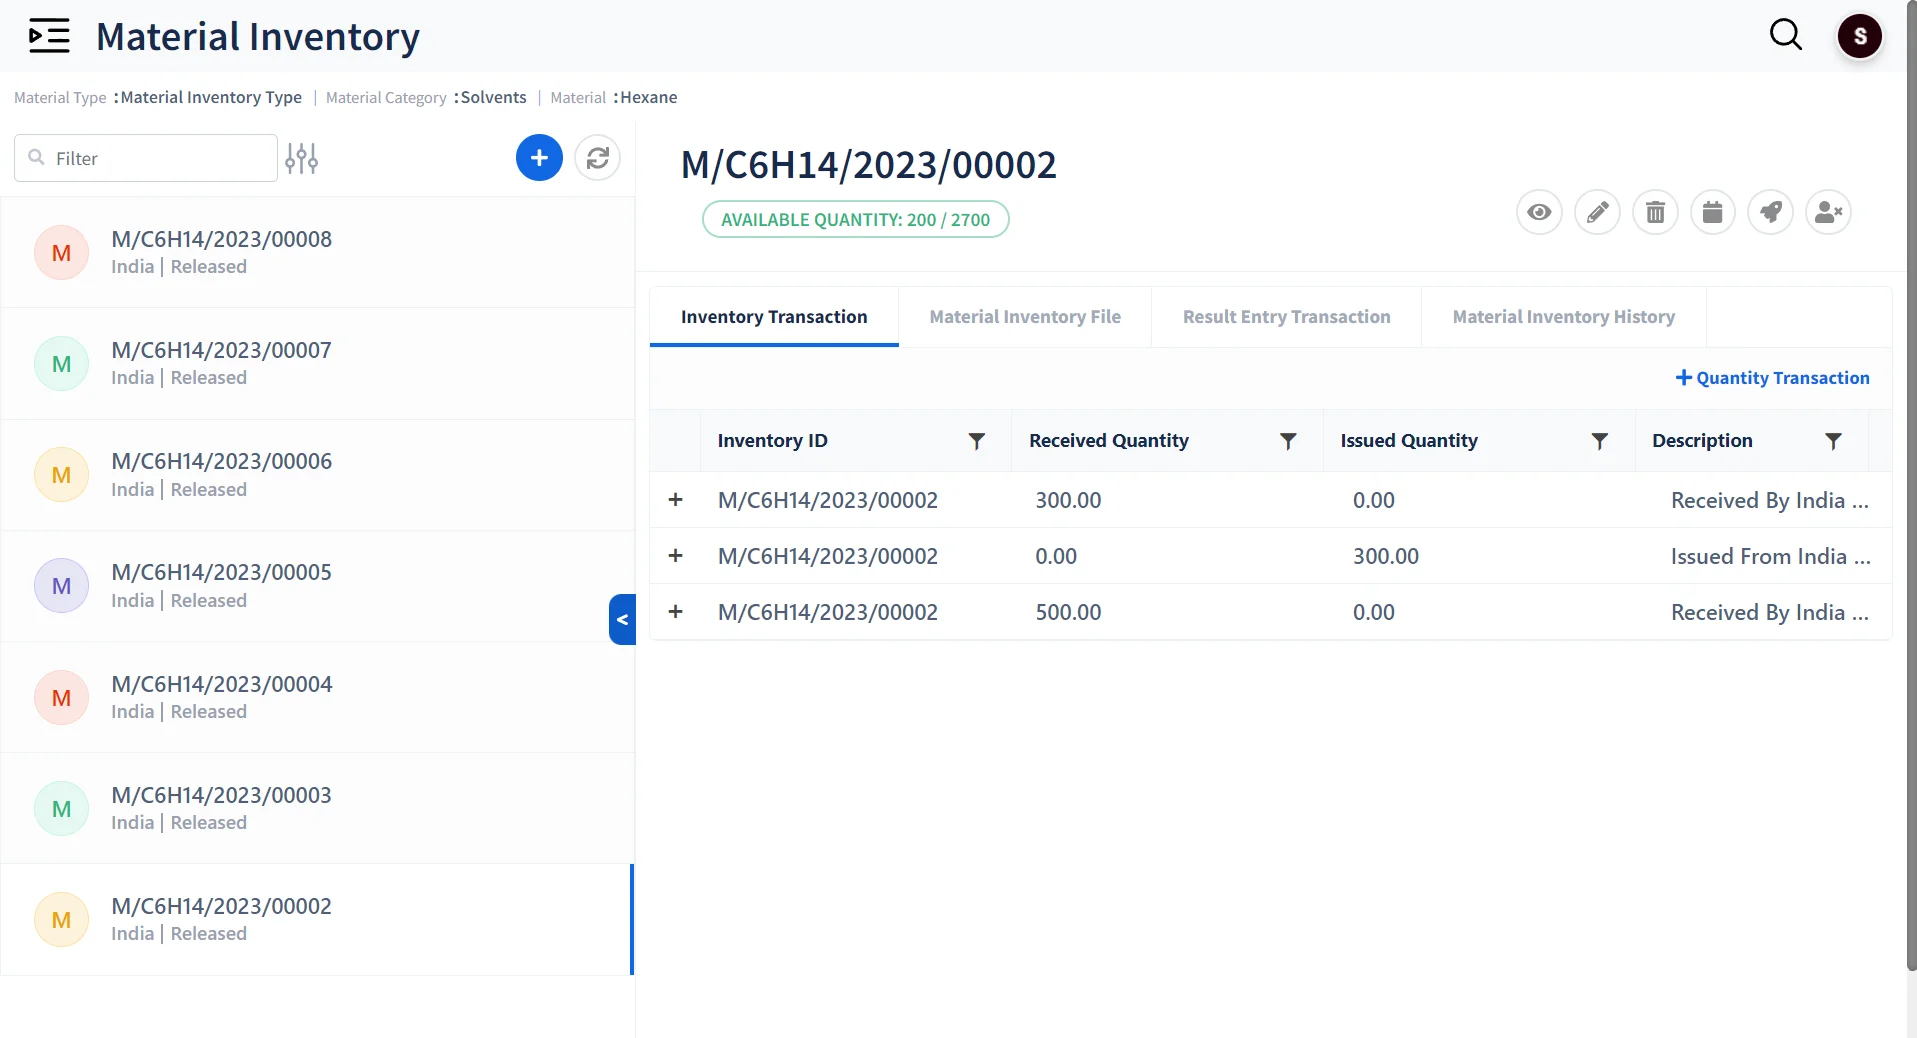 Material Inventory
S
Material Type :Material Inventory Type | Material Category :Solvents | Material :Hexane
Filter
M
M/C6H14/2023/00008
India | Released
M
M/C6H14/2023/00007
India | Released
M
M/C6H14/2023/00006
India | Released
M
M/C6H14/2023/00005
India | Released
M
M/C6H14/2023/00004
India | Released
M
M/C6H14/2023/00003
India | Released
M
M/C6H14/2023/00002
India | Released
<
M/C6H14/2023/00002
AVAILABLE QUANTITY: 200 / 2700
Inventory Transaction Material Inventory File Result Entry Transaction Material Inventory History
+ Quantity Transaction
Inventory ID Received Quantity Issued Quantity Description
+ M/C6H14/2023/00002 300.00 0.00 Received By India ...
+ M/C6H14/2023/00002 0.00 300.00 Issued From India ...
+ M/C6H14/2023/00002 500.00 0.00 Received By India ...